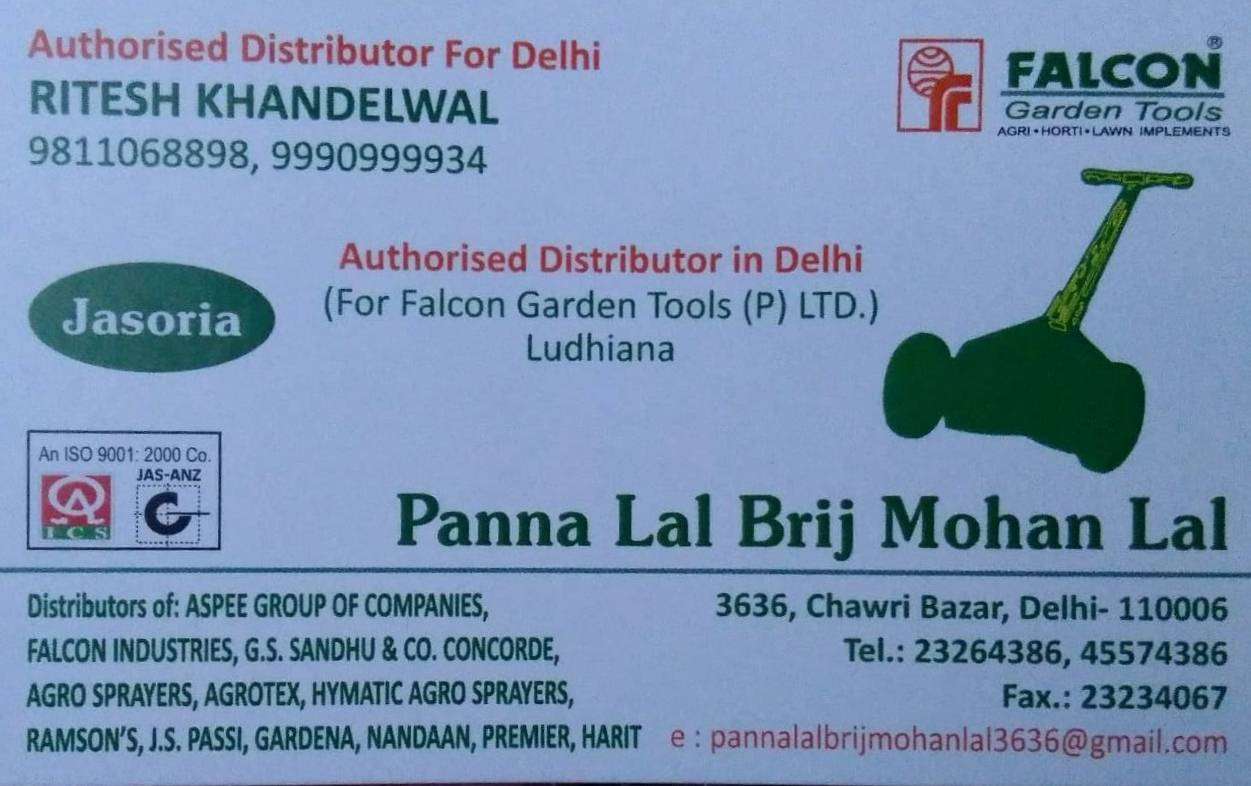 Authorised Distributor For Delhi
RITESH KHANDELWAL
9811068898, 9990999934
FALCON®
Garden Tools
AGRI • HORTI • LAWN IMPLEMENTS
Jasoria
Authorised Distributor in Delhi
(For Falcon Garden Tools (P) LTD.)
Ludhiana
An ISO 9001: 2000 Co.
JAS-ANZ
ICS
Panna Lal Brij Mohan Lal
Distributors of: ASPEE GROUP OF COMPANIES,
FALCON INDUSTRIES, G.S. SANDHU & CO. CONCORDE,
AGRO SPRAYERS, AGROTEX, HYMATIC AGRO SPRAYERS,
RAMSON'S, J.S. PASSI, GARDENA, NANDAAN, PREMIER, HARIT
3636, Chawri Bazar, Delhi- 110006
Tel.: 23264386, 45574386
Fax.: 23234067
e : pannalalbrijmohanlal3636@gmail.com